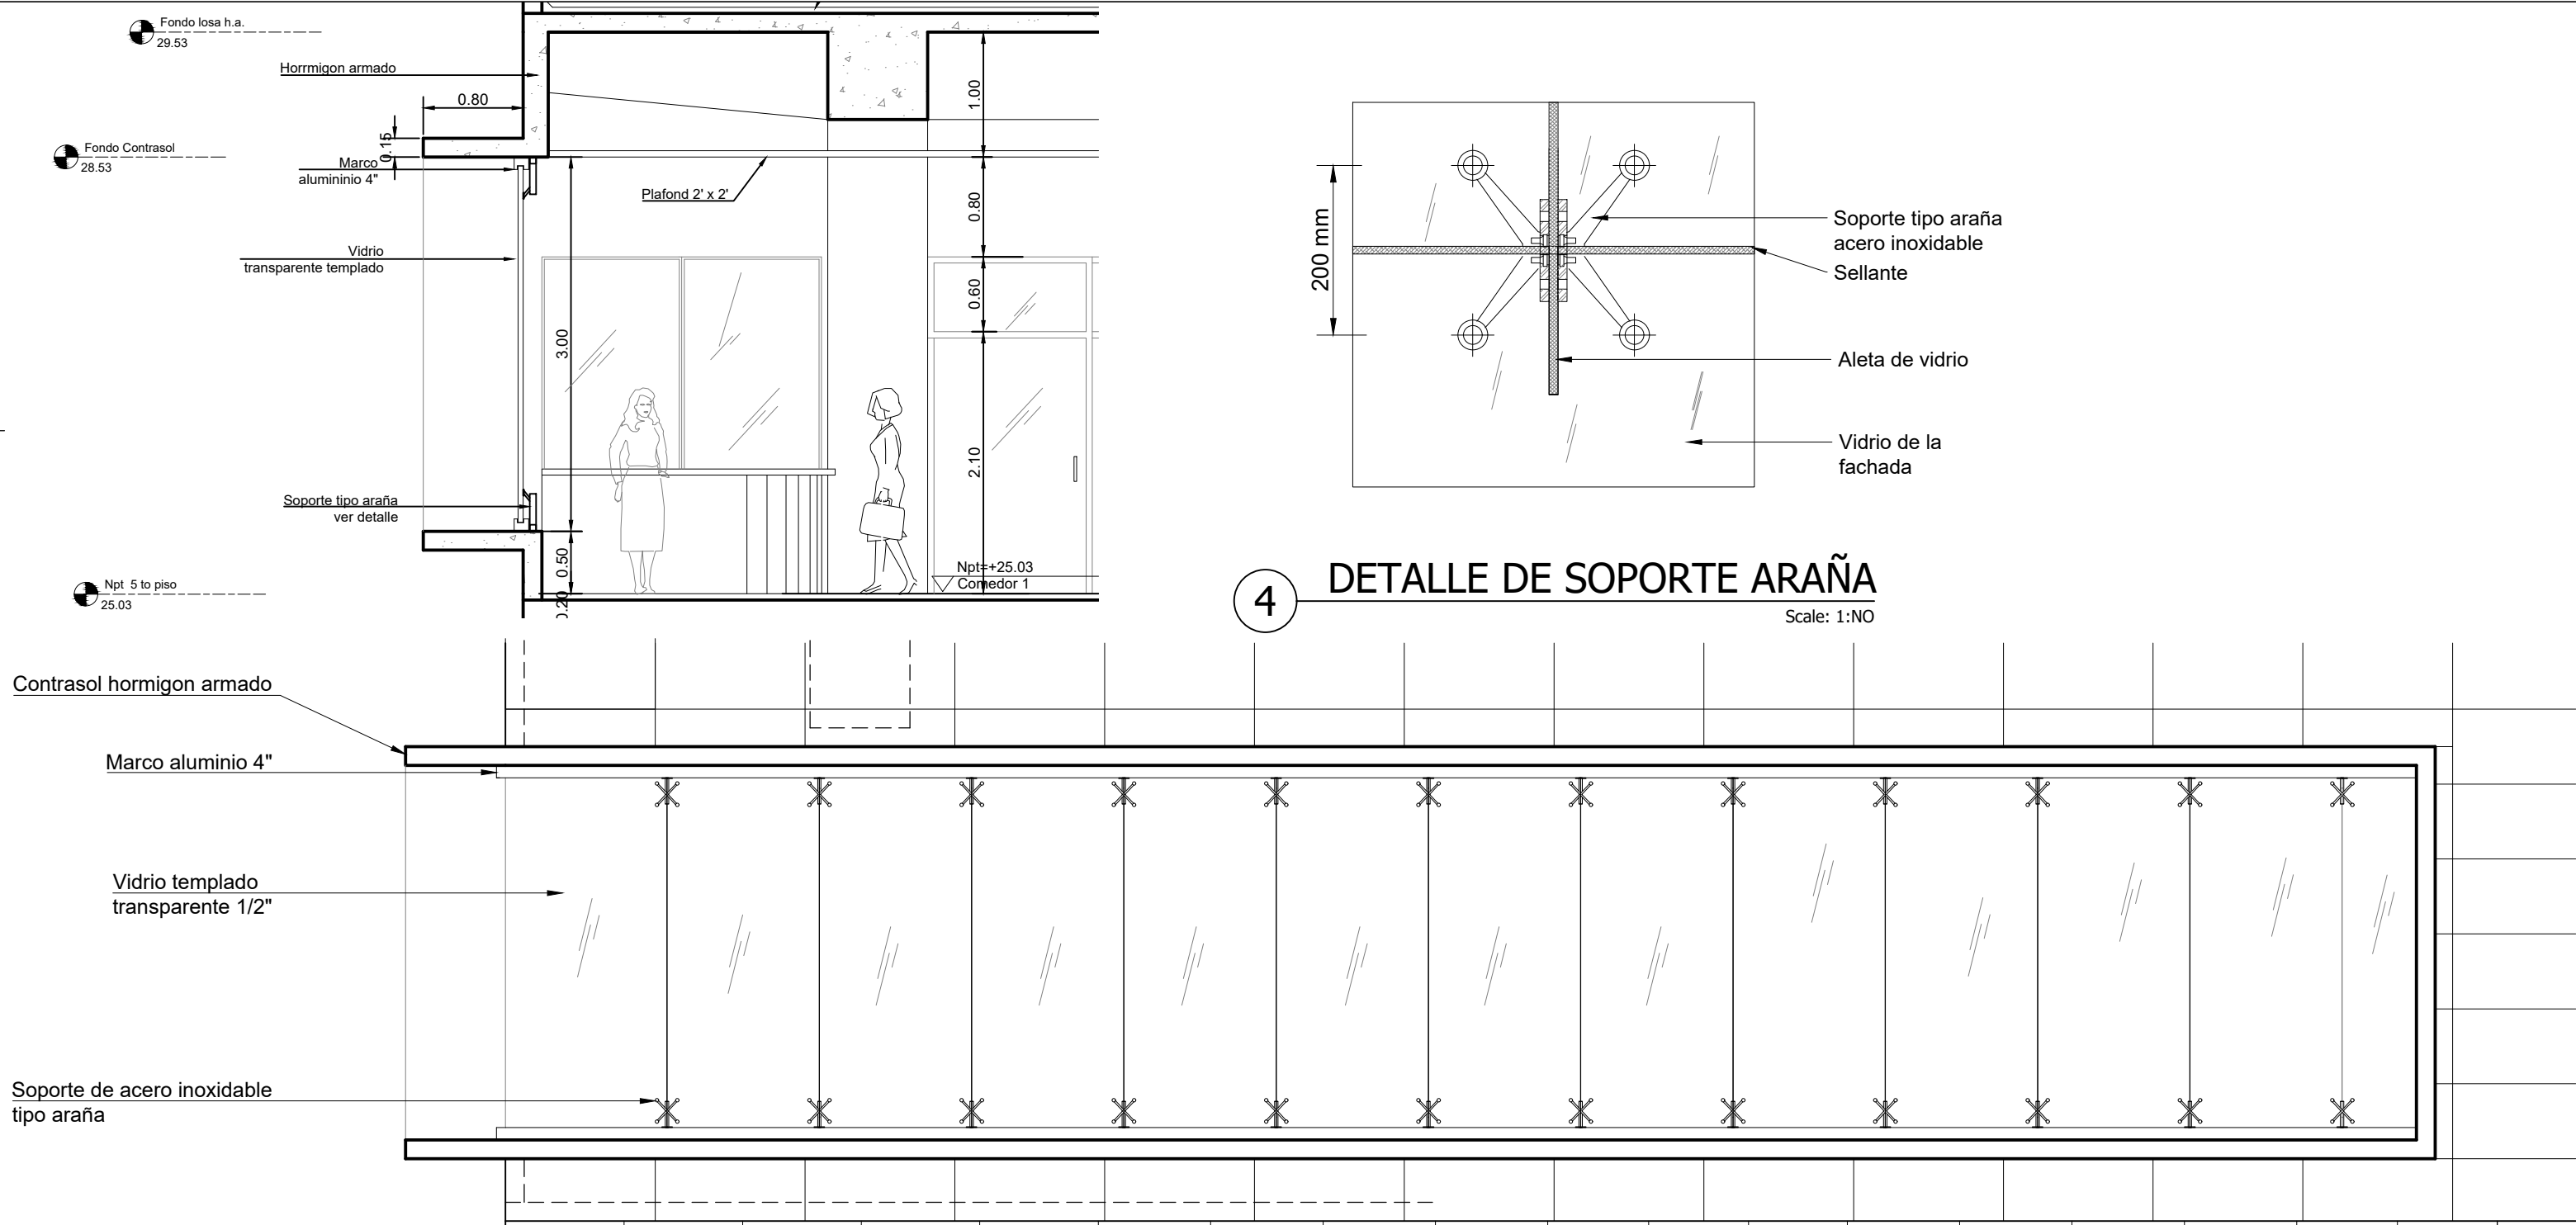 Fondo losa h.a.
29.53
Horrmigon armado
0.80
0.15
1.00
Fondo Contrasol
28.53
Marco
alumininio 4"
Plafond 2' x 2'
0.80
Vidrio
transparente templado
0.60
3.00
2.10
Soporte tipo araña
ver detalle
0.50
Npt=+25.03
Comedor 1
Npt 5 to piso
25.03
0.20
200 mm
Soporte tipo araña
acero inoxidable
Sellante
Aleta de vidrio
Vidrio de la
fachada
4
DETALLE DE SOPORTE ARAÑA
Scale: 1:NO
Contrasol hormigon armado
Marco aluminio 4"
Vidrio templado
transparente 1/2"
Soporte de acero inoxidable
tipo araña